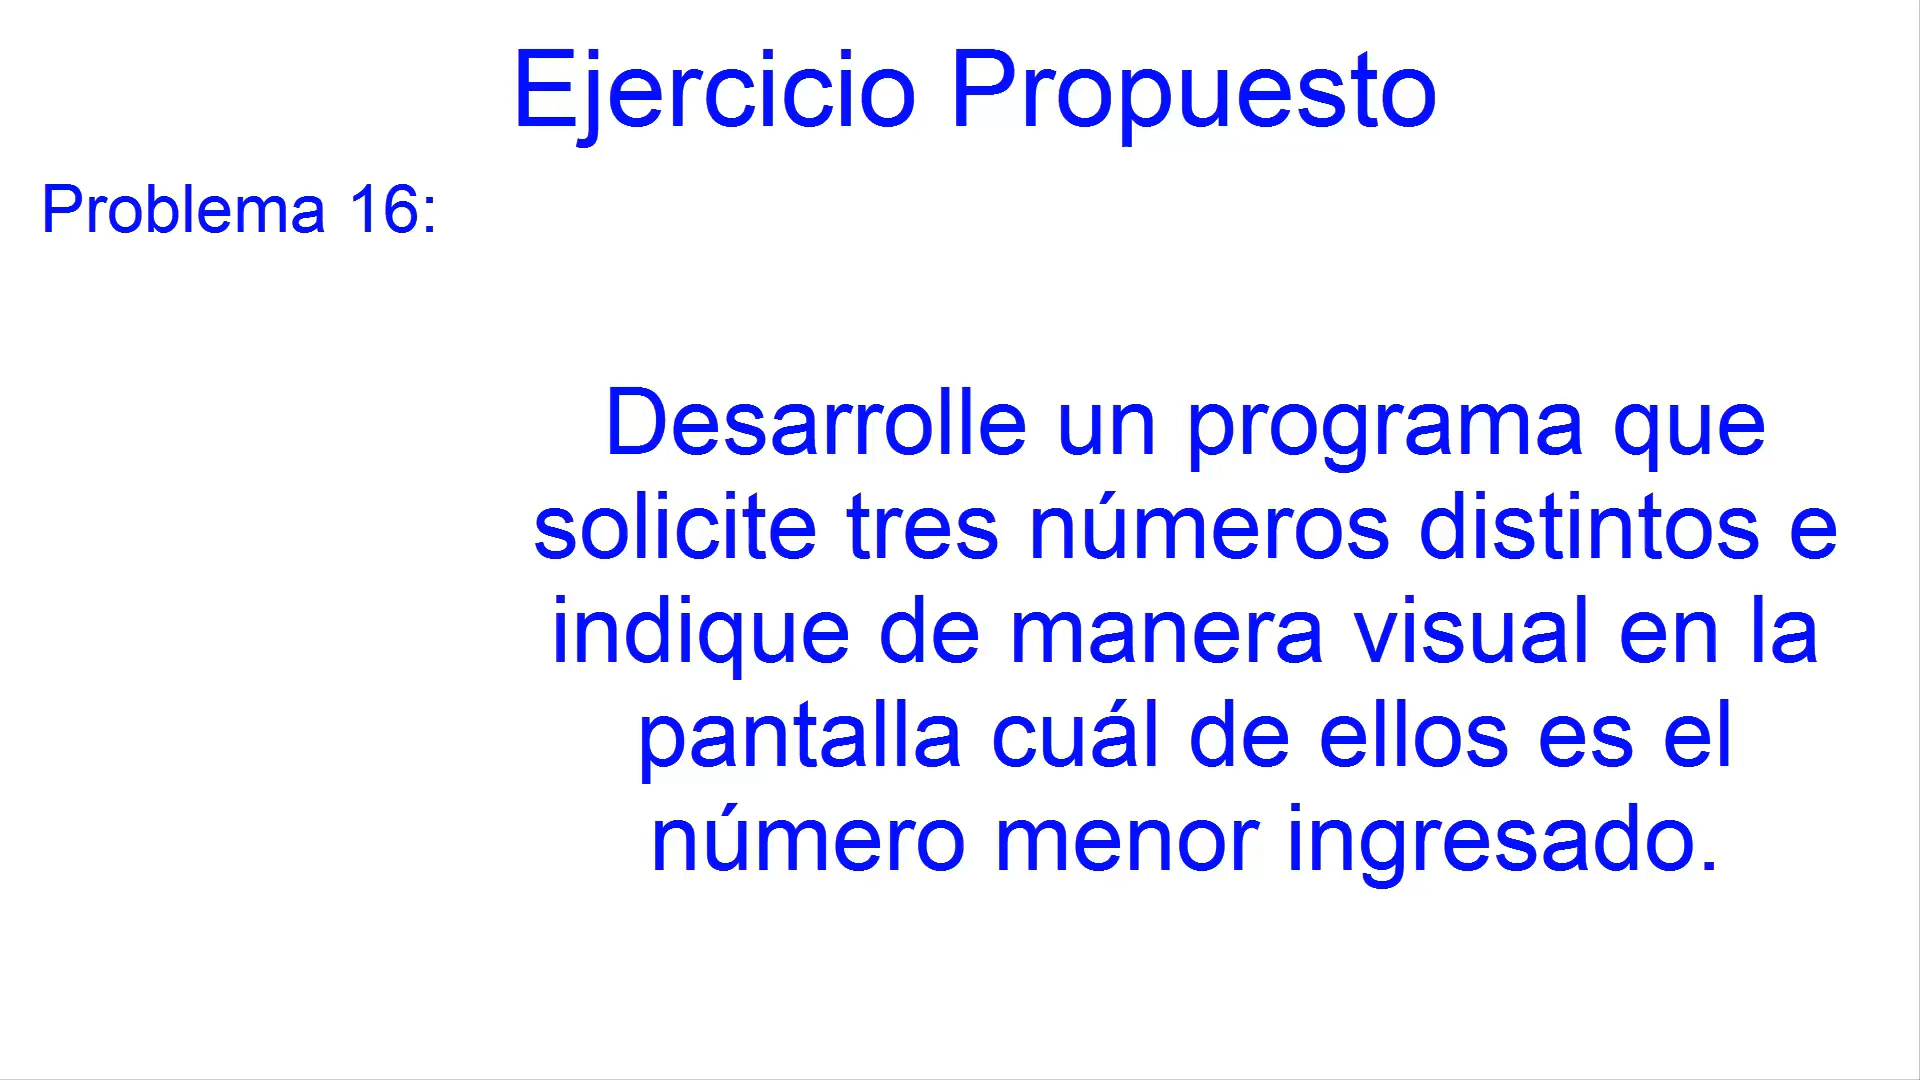 Ejercicio Propuesto
Problema 16:
Desarrolle un programa que
solicite tres números distintos e
indique de manera visual en la
pantalla cuál de ellos es el
número menor ingresado.